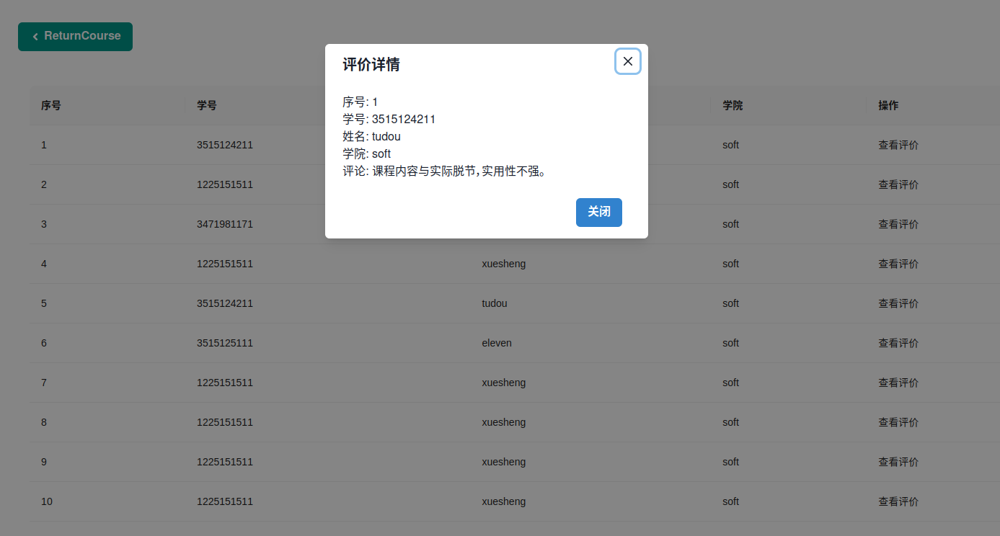 ReturnCourse
评价详情
序号: 1
学号: 3515124211
姓名: tudou
学院: soft
评论: 课程内容与实际脱节，实用性不强。
关闭
序号 学号 学院 操作
1 3515124211 soft 查看评价
2 1225151511 soft 查看评价
3 3471981171 soft 查看评价
4 1225151511 xuesheng soft 查看评价
5 3515124211 tudou soft 查看评价
6 3515125111 eleven soft 查看评价
7 1225151511 xuesheng soft 查看评价
8 1225151511 xuesheng soft 查看评价
9 1225151511 xuesheng soft 查看评价
10 1225151511 xuesheng soft 查看评价